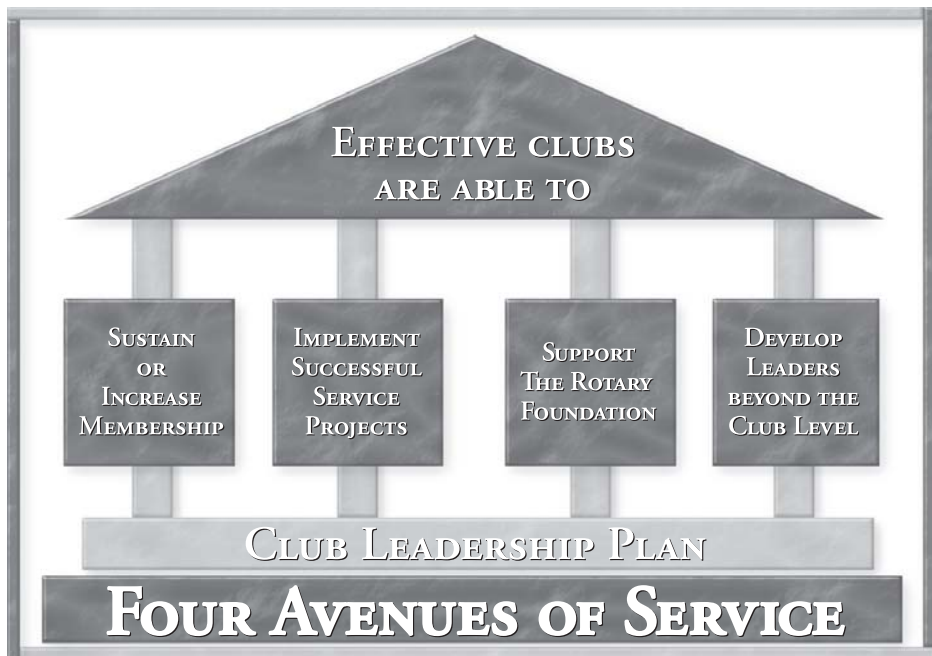 Effective clubs
are able to
Sustain
or
Increase
Membership
Implement
Successful
Service
Projects
Support
The Rotary
Foundation
Develop
Leaders
beyond the
Club Level
Club Leadership Plan
Four Avenues of Service